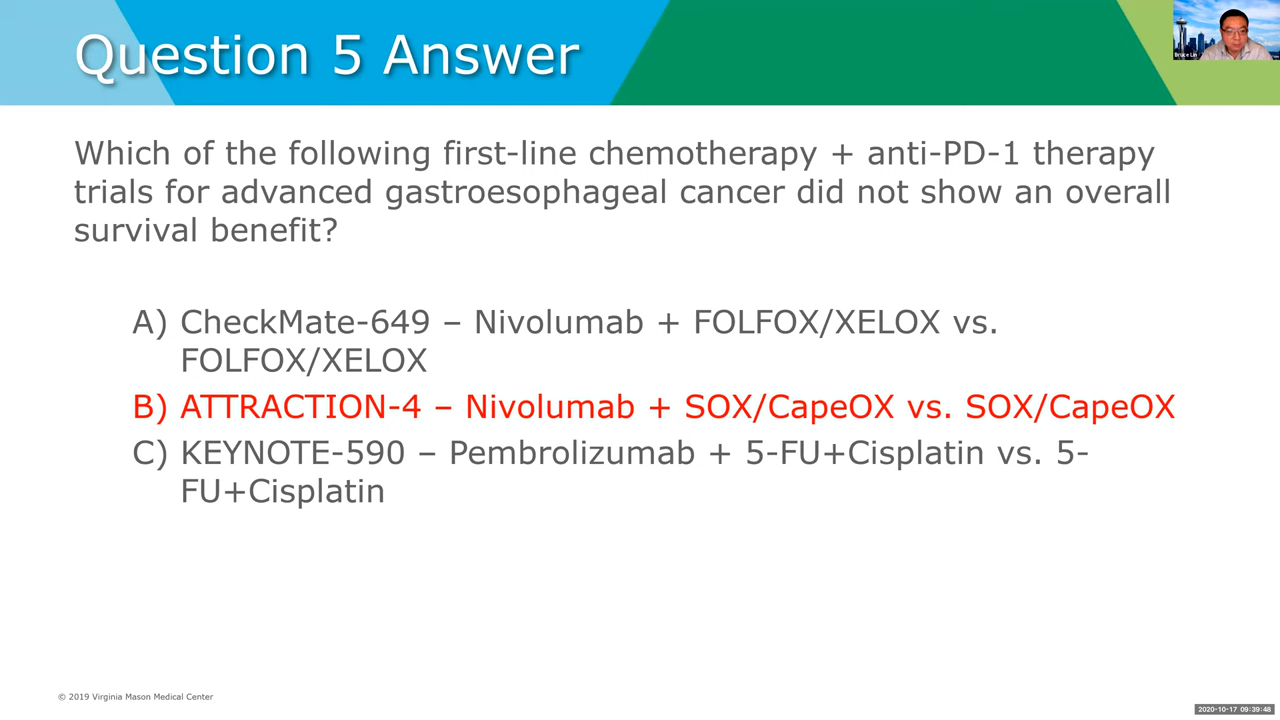 Question 5 Answer
Bruce Lin
Which of the following first-line chemotherapy + anti-PD-1 therapy
trials for advanced gastroesophageal cancer did not show an overall
survival benefit?
A) CheckMate-649 – Nivolumab + FOLFOX/XELOX vs.
FOLFOX/XELOX
B) ATTRACTION-4 – Nivolumab + SOX/CapeOX vs. SOX/CapeOX
C) KEYNOTE-590 – Pembrolizumab + 5-FU+Cisplatin vs. 5-
FU+Cisplatin
© 2019 Virginia Mason Medical Center
2020-10-17 09:39:48